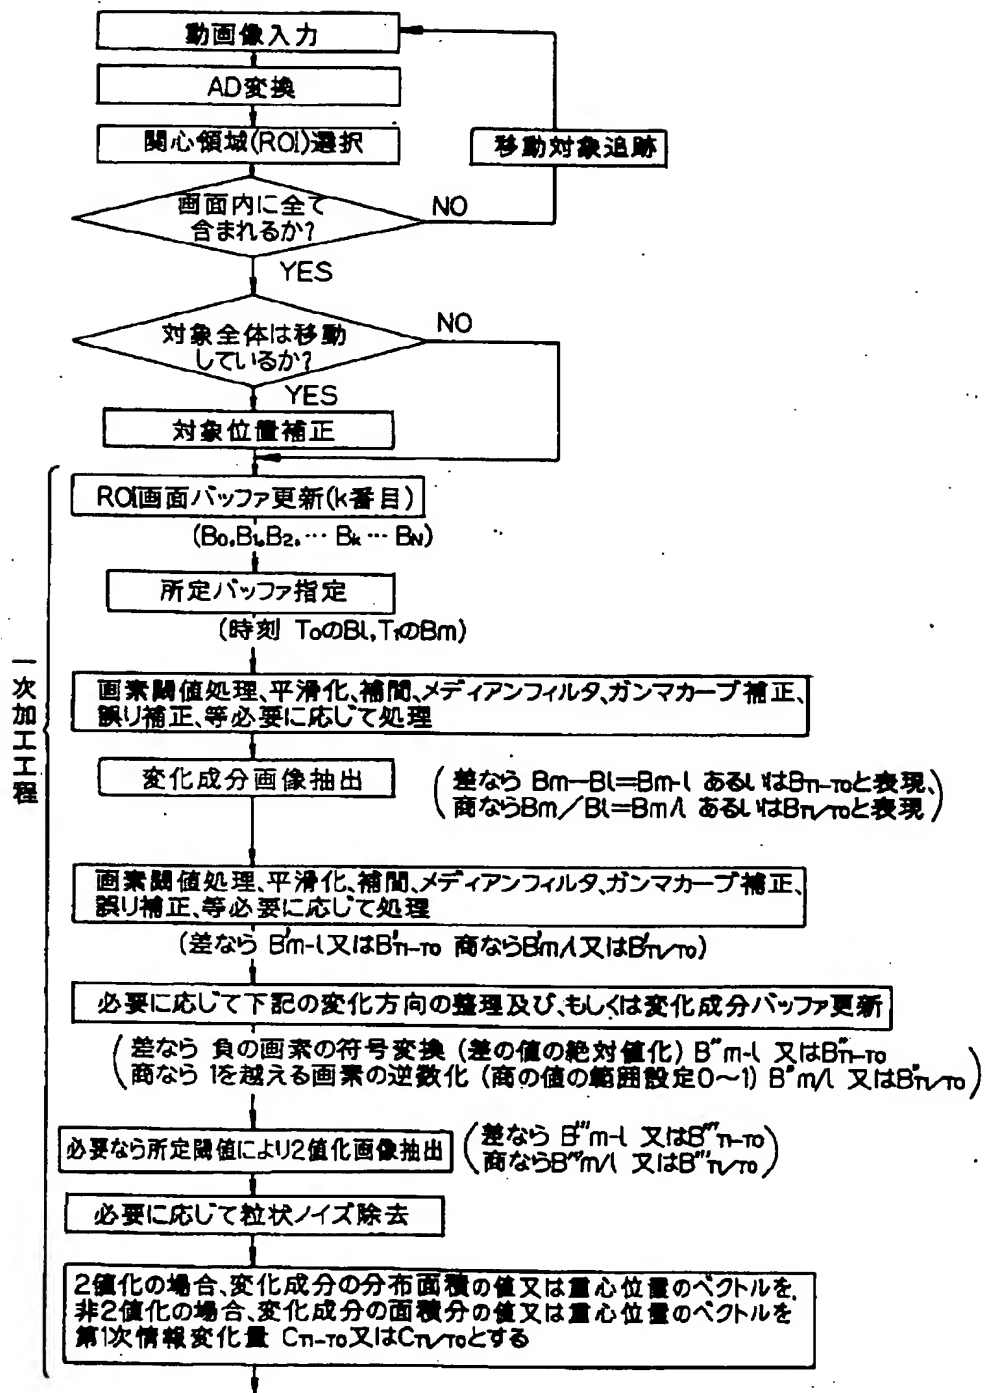 動画像入力
AD変換
関心領域(ROI)選択
移動対象追跡
画面内に全て
含まれるか?
NO
YES
対象全体は移動
しているか?
NO
YES
対象位置補正
一次加工工程
ROI画面バッファ更新(k番目)
(B0,B1,B2,… Bk… BN)
所定バッファ指定
(時刻 T0のBl,T1のBm)
画素閾値処理、平滑化、補間、メディアンフィルタ、ガンマカーブ補正、
誤り補正、等必要に応じて処理
変化成分画像抽出
(差なら Bm-Bl=Bm-l あるいはBT1-T0と表現、
商ならBm/Bl=Bm/l あるいはBT1/T0と表現)
画素閾値処理、平滑化、補間、メディアンフィルタ、ガンマカーブ補正、
誤り補正、等必要に応じて処理
(差なら B'm-l又はB'T1-T0 商ならB'm/l又はB'T1/T0)
必要に応じて下記の変化方向の整理及び、もしくは変化成分バッファ更新
(差なら 負の画素の符号変換 (差の値の絶対値化) B"m-l 又はB"T1-T0
商なら 1を越える画素の逆数化 (商の値の範囲設定0~1) B"m/l 又はB"T1/T0)
必要なら所定閾値により2値化画像抽出
(差なら B'''m-l 又はB'''T1-T0
商ならB'''m/l 又はB'''T1/T0)
必要に応じて粒状ノイズ除去
2値化の場合、変化成分の分布面積の値又は重心位置のベクトルを、
非2値化の場合、変化成分の面積分の値又は重心位置のベクトルを
第1次情報変化量 CT1-T0又はCT1/T0とする